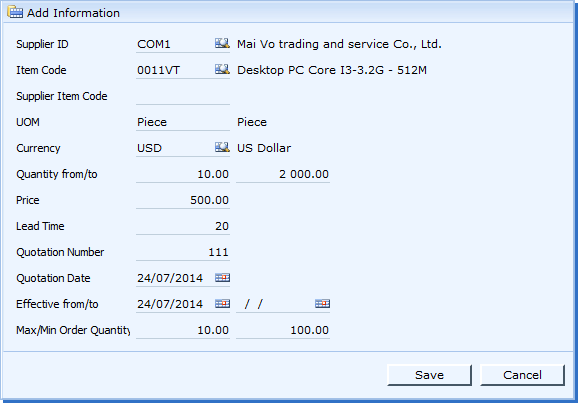 Add Information
Supplier ID COM1 Mai Vo trading and service Co., Ltd.
Item Code 0011VT Desktop PC Core I3-3.2G - 512M
Supplier Item Code
UOM Piece Piece
Currency USD US Dollar
Quantity from/to 10.00 2 000.00
Price 500.00
Lead Time 20
Quotation Number 111
Quotation Date 24/07/2014
Effective from/to 24/07/2014 / /
Max/Min Order Quantity 10.00 100.00
Save Cancel